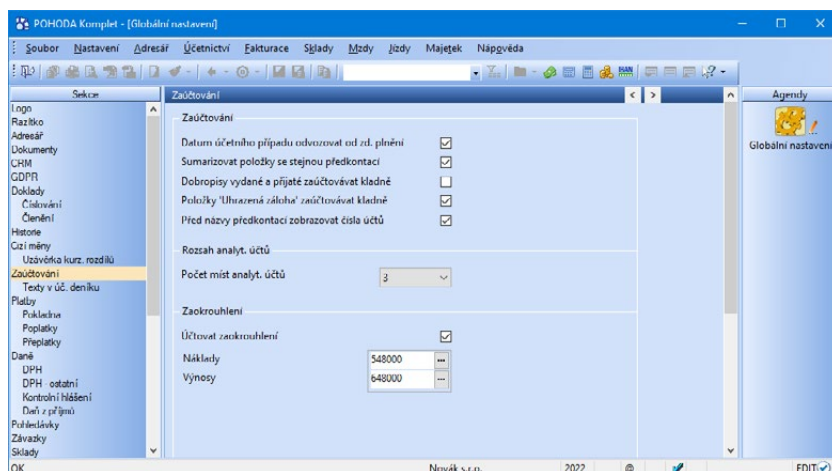 POHODA Komplet - [Globální nastavení]
Soubor Nastavení Adresář Účetnictví Fakturace Sklady Mzdy Jízdy Majetek Nápověda
Sekce
Logo
Razítko
Adresář
Dokumenty
CRM
GDPR
Doklady
Číslování
Členění
Historie
Cizí měny
Uzávěrka kurz. rozdílů
Zaúčtování
Texty v úč. deníku
Platby
Pokladna
Poplatky
Přeplatky
Daně
DPH
DPH - ostatní
Kontrolní hlášení
Daň z příjmů
Pohledávky
Závazky
Sklady
Zaúčtování
Zaúčtování
Datum účetního případu odvozovat od zd. plnění
Sumarizovat položky se stejnou předkontací
Dobropisy vydané a přijaté zaúčtovávat kladně
Položky 'Uhrazená záloha' zaúčtovávat kladně
Před názvy předkontací zobrazovat čísla účtů
Rozsah analyt. účtů
Počet míst analyt. účtů 3
Zaokrouhlení
Účtovat zaokrouhlení
Náklady 548000 ...
Výnosy 648000 ...
Agendy
Globální nastavení
OK Novák s.r.o. 2022 @ EDIT